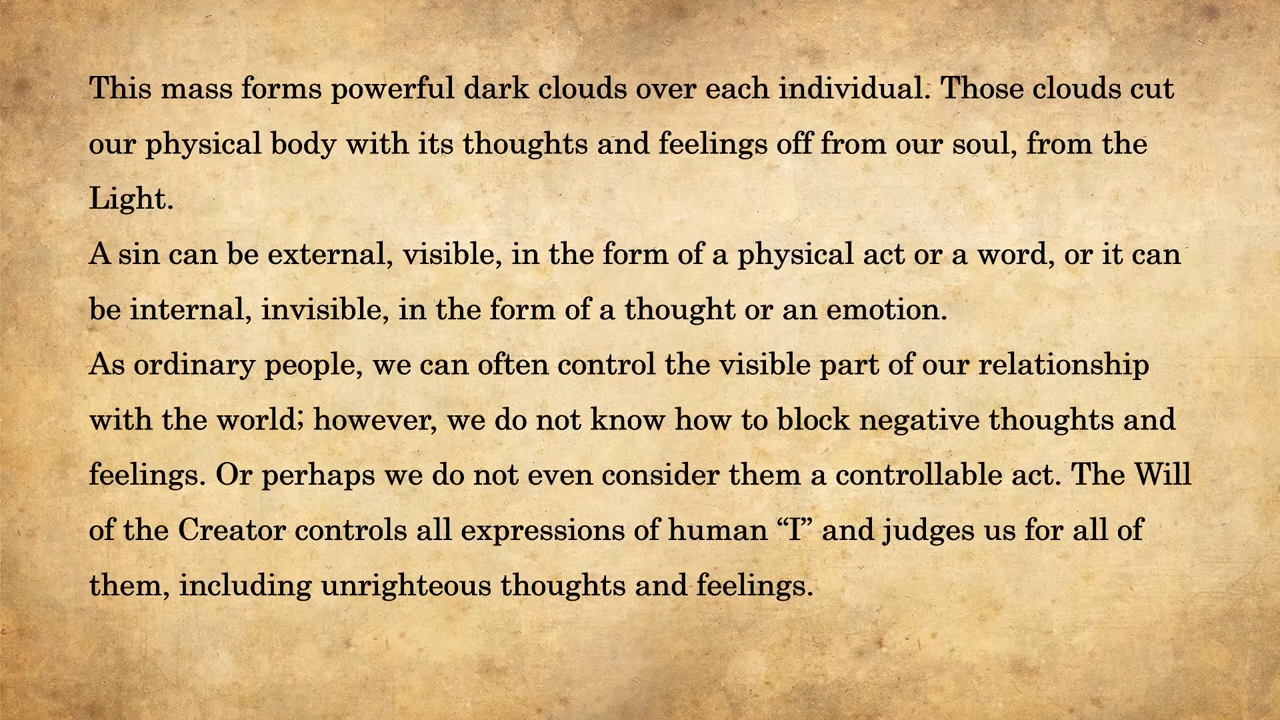 This mass forms powerful dark clouds over each individual. Those clouds cut
our physical body with its thoughts and feelings off from our soul, from the
Light.
A sin can be external, visible, in the form of a physical act or a word, or it can
be internal, invisible, in the form of a thought or an emotion.
As ordinary people, we can often control the visible part of our relationship
with the world; however, we do not know how to block negative thoughts and
feelings. Or perhaps we do not even consider them a controllable act. The Will
of the Creator controls all expressions of human “I” and judges us for all of
them, including unrighteous thoughts and feelings.